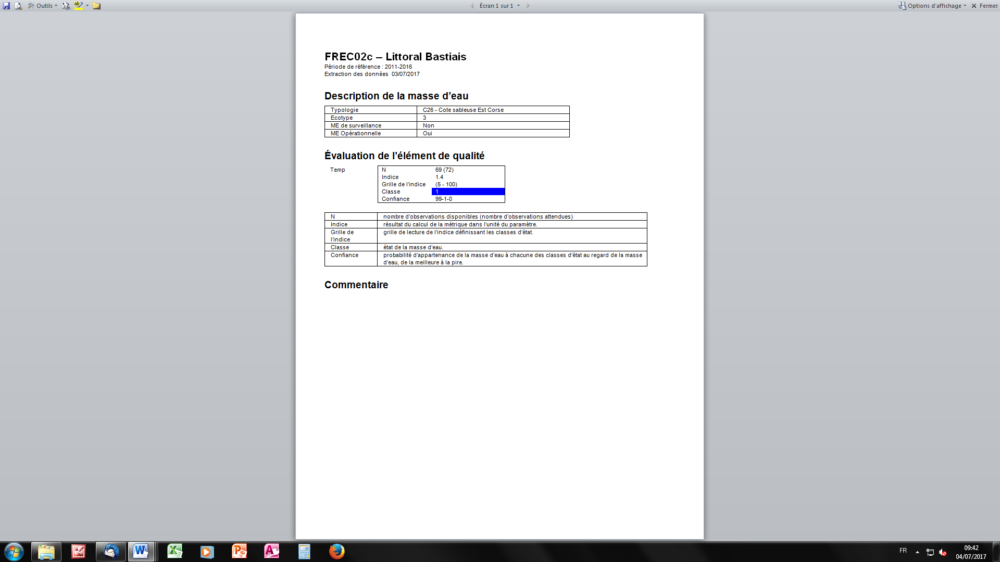 Outils
Écran 1 sur 1
Options d'affichage
Fermer
FREC02c – Littoral Bastiais
Période de référence : 2011-2016
Extraction des données 03/07/2017
Description de la masse d’eau
Typologie C26 - Cote sableuse Est Corse
Ecotype 3
ME de surveillance Non
ME Opérationnelle Oui
Évaluation de l’élément de qualité
Temp N 69 (72)
Indice 1.4
Grille de l’indice (5 - 100)
Classe 1
Confiance 99-1-0
N nombre d’observations disponibles (nombre d’observations attendues)
Indice résultat du calcul de la métrique dans l’unité du paramètre.
Grille de grille de lecture de l’indice définissant les classes d’état.
l’indice
Classe état de la masse d’eau.
Confiance probabilité d’appartenance de la masse d’eau à chacune des classes d’état au regard de la masse
d’eau, de la meilleure à la pire.
Commentaire
FR
09:42
04/07/2017